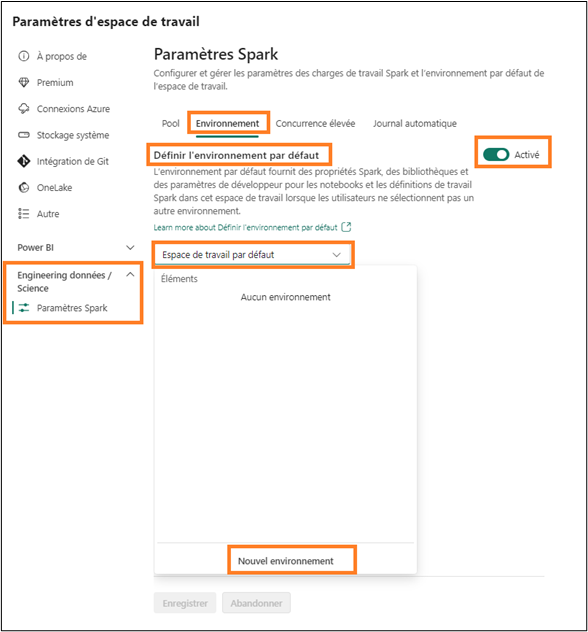 Paramètres d'espace de travail
À propos de
Premium
Connexions Azure
Stockage système
Intégration de Git
OneLake
Autre
Power BI
Engineering données /
Science
Paramètres Spark
Paramètres Spark
Configurer et gérer les paramètres des charges de travail Spark et l'environnement par défaut de
l'espace de travail.
Pool Environnement Concurrence élevée Journal automatique
Définir l'environnement par défaut
Activé
L'environnement par défaut fournit des propriétés Spark, des bibliothèques et
des paramètres de développeur pour les notebooks et les définitions de travail
Spark dans cet espace de travail lorsque les utilisateurs ne sélectionnent pas un
autre environnement.
Learn more about Définir l'environnement par défaut
Espace de travail par défaut
Éléments
Aucun environnement
Nouvel environnement
Enregistrer Abandonner